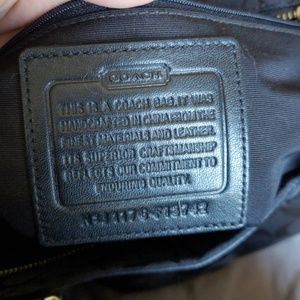 COACH
THIS IS A COACH BAG. IT WAS
HANDCRAFTED IN CHINA FROM THE
FINEST MATERIALS AND LEATHER.
ITS SUPERIOR CRAFTSMANSHIP
REFLECTS OUR COMMITMENT TO
ENDURING QUALITY.